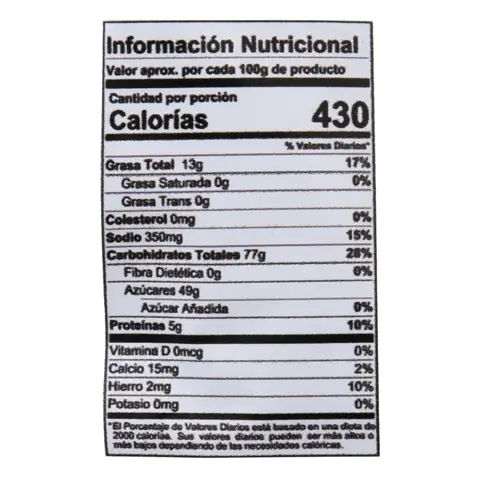 Información Nutricional
Valor aprox. por cada 100g de producto
Cantidad por porción
Calorías 430
% Valores Diarios*
Grasa Total 13g 17%
Grasa Saturada 0g 0%
Grasa Trans 0g
Colesterol 0mg 0%
Sodio 350mg 15%
Carbohidratos Totales 77g 28%
Fibra Dietética 0g 0%
Azúcares 49g
Azúcar Añadida 0%
Proteínas 5g 10%
Vitamina D 0mcg 0%
Calcio 15mg 2%
Hierro 2mg 10%
Potasio 0mg 0%
*El Porcentaje de Valores Diarios está basado en una dieta de
2000 calorías. Sus valores diarios pueden ser más altos o
más bajos dependiendo de las necesidades calóricas.